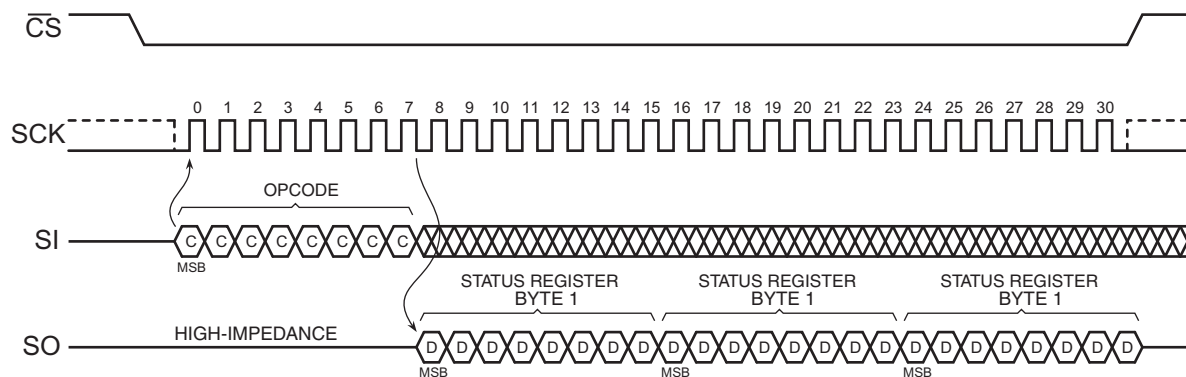 CS
0 1 2 3 4 5 6 7 8 9 10 11 12 13 14 15 16 17 18 19 20 21 22 23 24 25 26 27 28 29 30
SCK
OPCODE
SI C C C C C C C C
MSB
STATUS REGISTER BYTE 1
STATUS REGISTER BYTE 1
STATUS REGISTER BYTE 1
HIGH-IMPEDANCE
SO D D D D D D D D D D D D D D D D D D D D D D D D
MSB MSB MSB